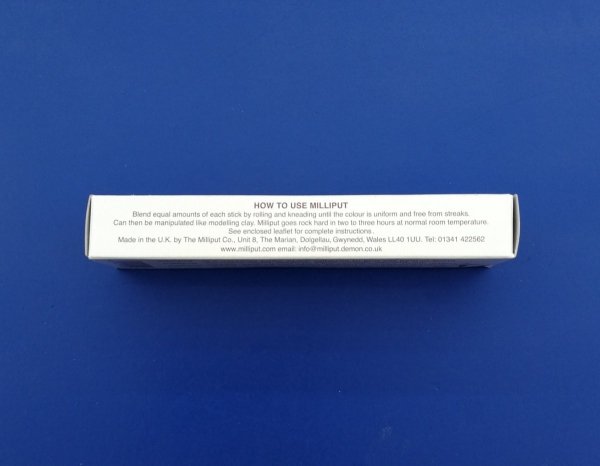 HOW TO USE MILLIPUT
Blend equal amounts of each stick by rolling and kneading until the colour is uniform and free from streaks.
Can then be manipulated like modelling clay. Milliput goes rock hard in two to three hours at normal room temperature.
See enclosed leaflet for complete instructions.
Made in the U.K. by The Milliput Co., Unit 8, The Marian, Dolgellau, Gwynedd, Wales LL40 1UU. Tel: 01341 422562
www.milliput.com email: info@milliput.demon.co.uk